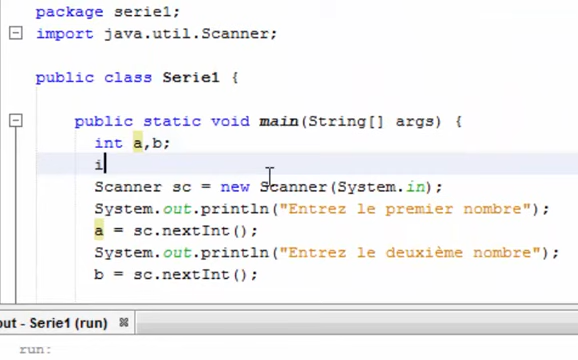 package serie1;
import java.util.Scanner;
public class Serie1 {
public static void main(String[] args) {
int a,b;
i
Scanner sc = new Scanner(System.in);
System.out.println("Entrez le premier nombre");
a = sc.nextInt();
System.out.println("Entrez le deuxième nombre");
b = sc.nextInt();
out - Serie1 (run)
run: